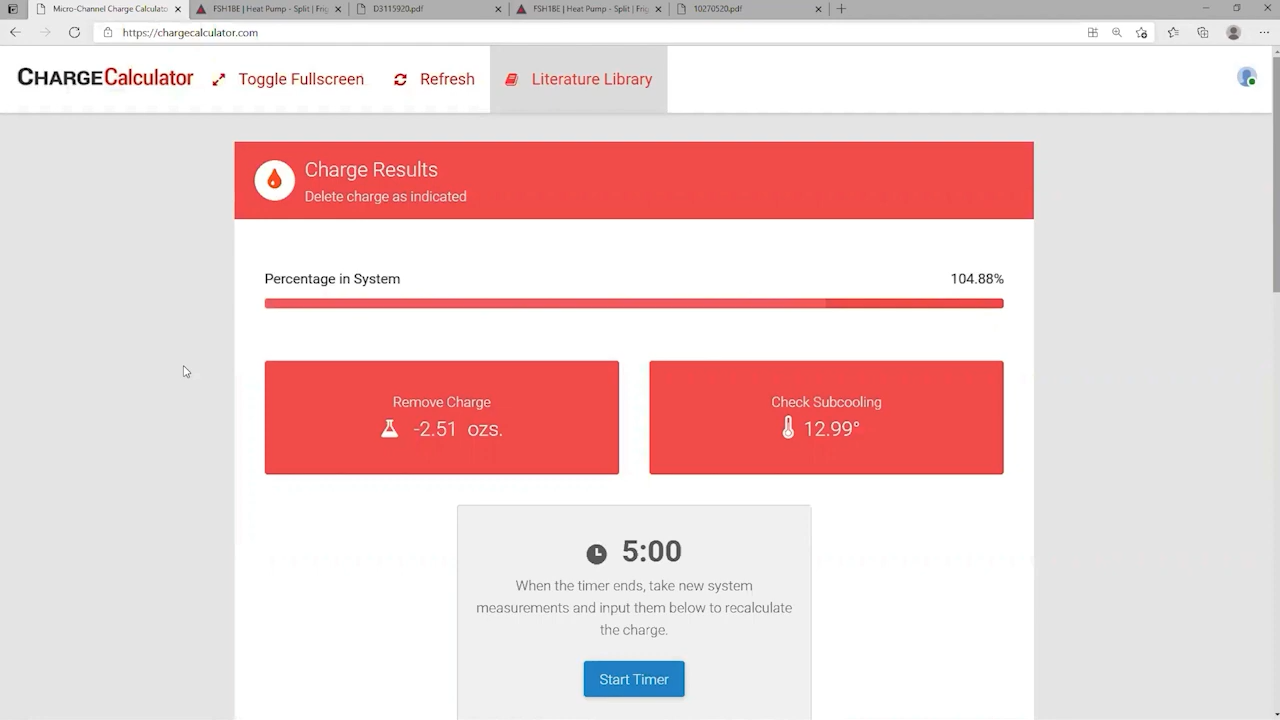 Micro-Channel Charge Calculato
FSH1BE | Heat Pump - Split | Frig
D3115920.pdf
FSH1BE | Heat Pump - Split | Frig
10270520.pdf
https://chargecalculator.com
CHARGECalculator
Toggle Fullscreen
Refresh
Literature Library
Charge Results
Delete charge as indicated
Percentage in System
104.88%
Remove Charge
-2.51 ozs.
Check Subcooling
12.99°
5:00
When the timer ends, take new system
measurements and input them below to recalculate
the charge.
Start Timer